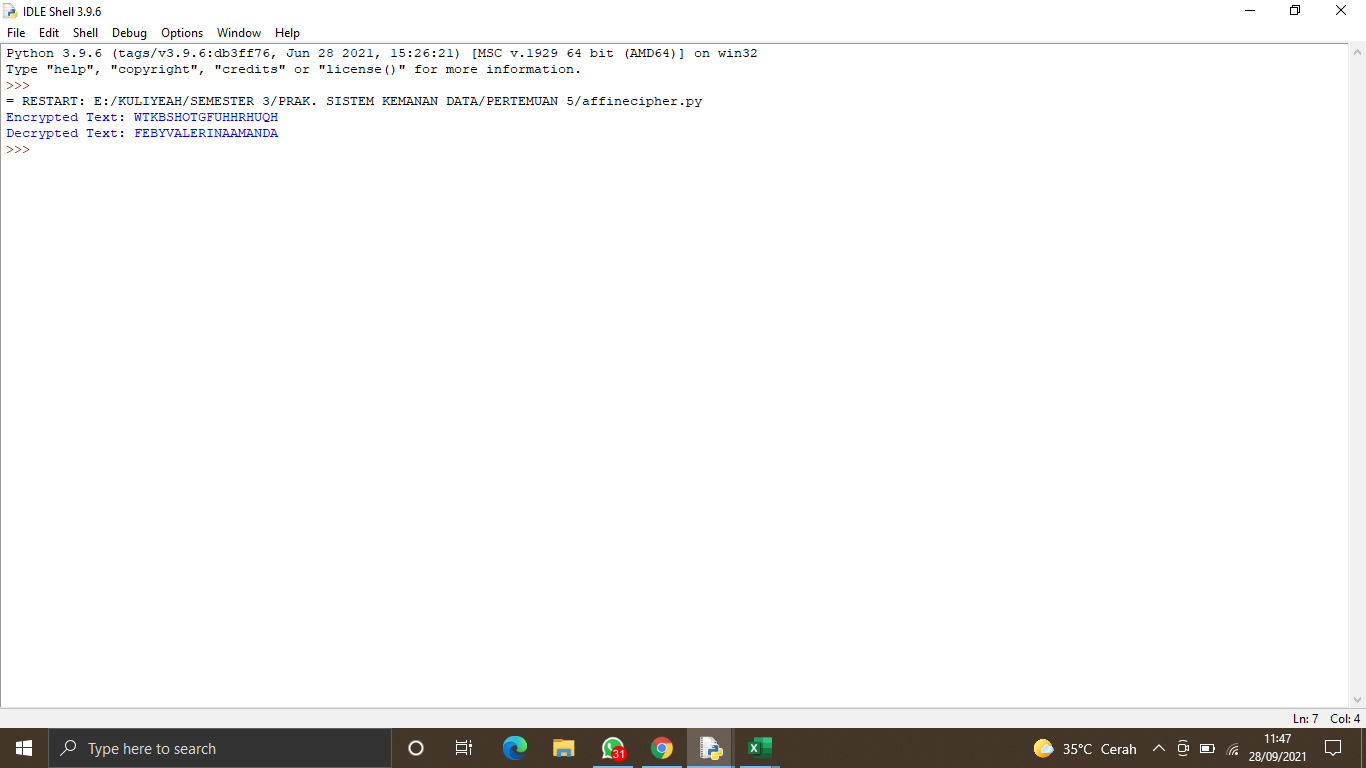 IDLE Shell 3.9.6
File Edit Shell Debug Options Window Help
Python 3.9.6 (tags/v3.9.6:db3ff76, Jun 28 2021, 15:26:21) [MSC v.1929 64 bit (AMD64)] on win32
Type "help", "copyright", "credits" or "license()" for more information.
>>>
= RESTART: E:/KULIYEAH/SEMESTER 3/PRAK. SISTEM KEMANAN DATA/PERTEMUAN 5/affinecipher.py
Encrypted Text: WTKBSHOTGFUHHRHUQH
Decrypted Text: FEBYVALERINAAMANDA
>>>
Ln: 7 Col: 4
Type here to search
31
35°C Cerah
11:47
28/09/2021